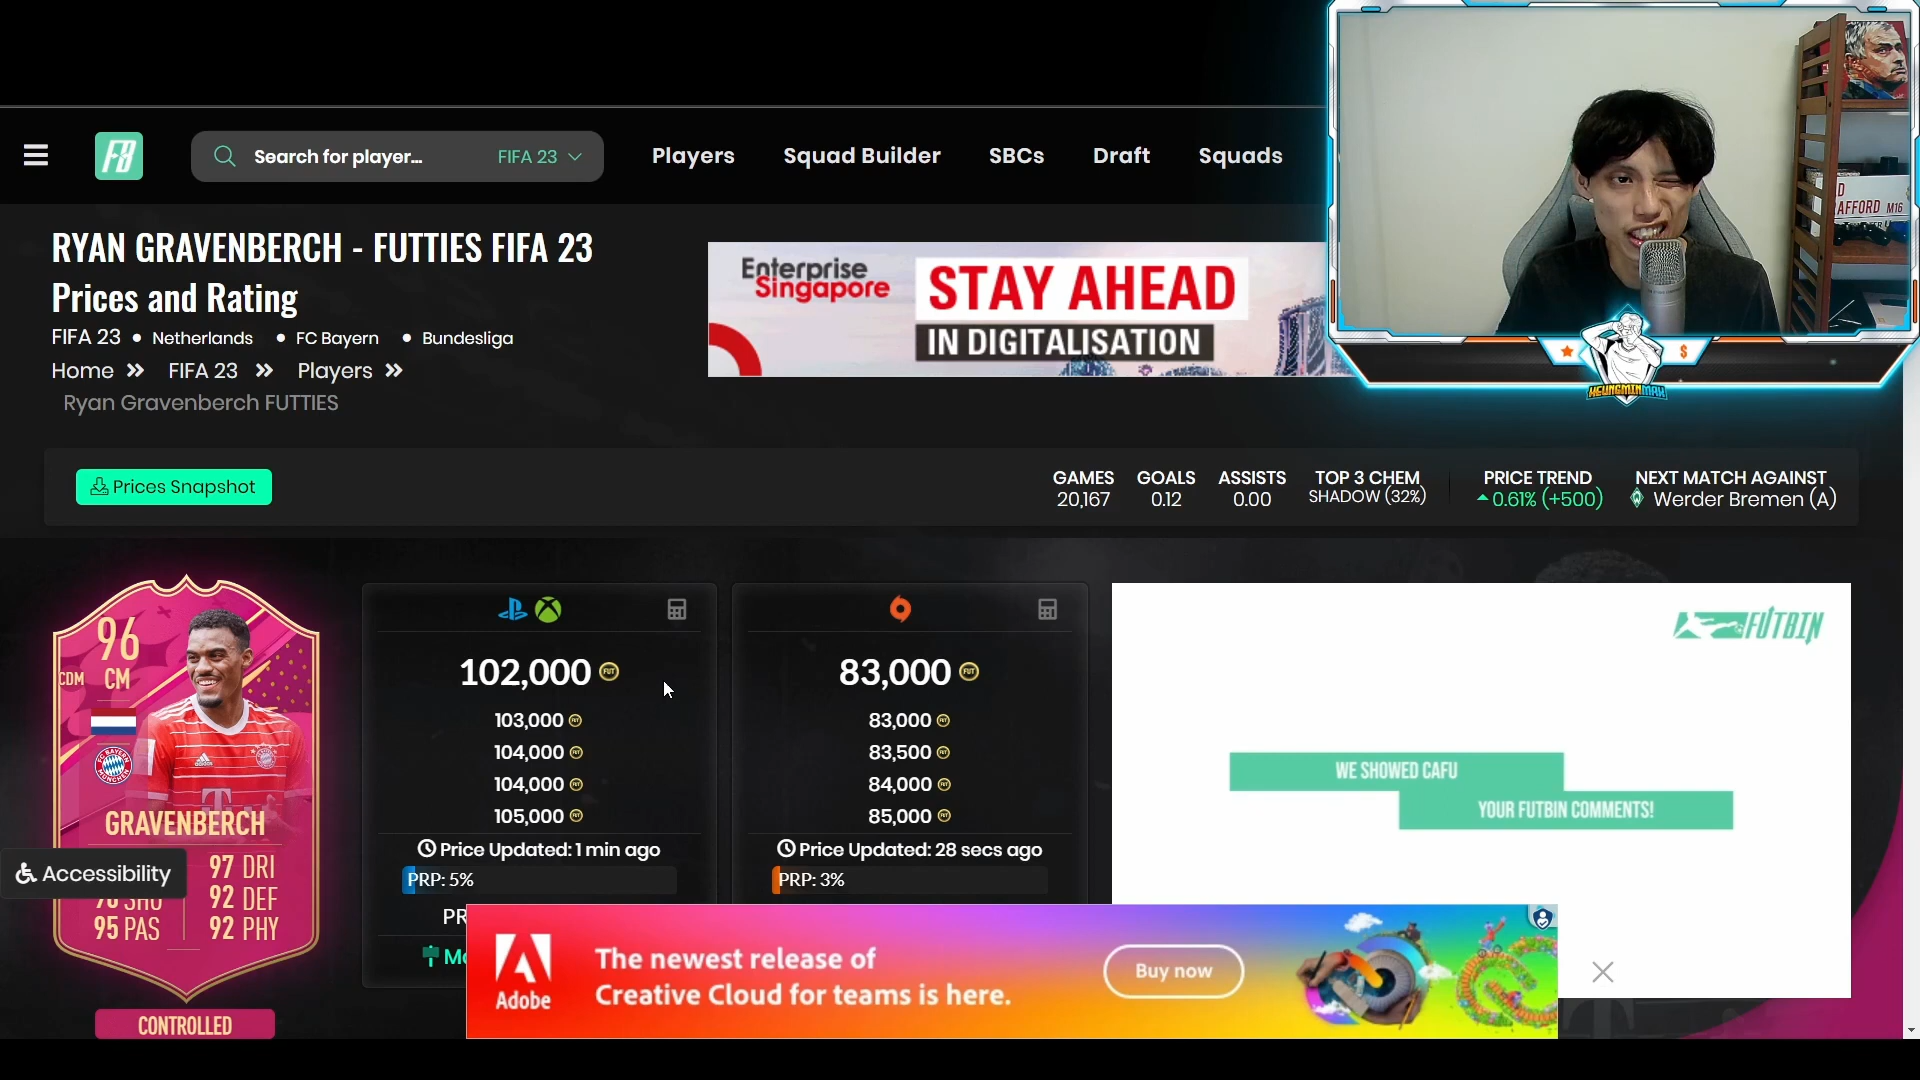 Search for player...
FIFA 23
Players
Squad Builder
SBCs
Draft
Squads
RYAN GRAVENBERCH - FUTTIES FIFA 23
Prices and Rating
FIFA 23 • Netherlands • FC Bayern • Bundesliga
Home » FIFA 23 » Players »
Ryan Gravenberch FUTTIES
Enterprise
Singapore
STAY AHEAD
IN DIGITALISATION
AFFORD M16
$
KEUNGMINMAX
Prices Snapshot
GAMES
20,167
GOALS
0.12
ASSISTS
0.00
TOP 3 CHEM
SHADOW (32%)
PRICE TREND
0.61% (+500)
NEXT MATCH AGAINST
Werder Bremen (A)
96
CM
CDM
GRAVENBERCH
97 DRI
92 DEF
95 PAS
92 PHY
CONTROLLED
Accessibility
102,000
103,000
104,000
104,000
105,000
Price Updated: 1 min ago
PRP: 5%
83,000
83,000
83,500
84,000
85,000
Price Updated: 28 secs ago
PRP: 3%
FUTBIN
WE SHOWED CAFU
YOUR FUTBIN COMMENTS!
Adobe
The newest release of
Creative Cloud for teams is here.
Buy now